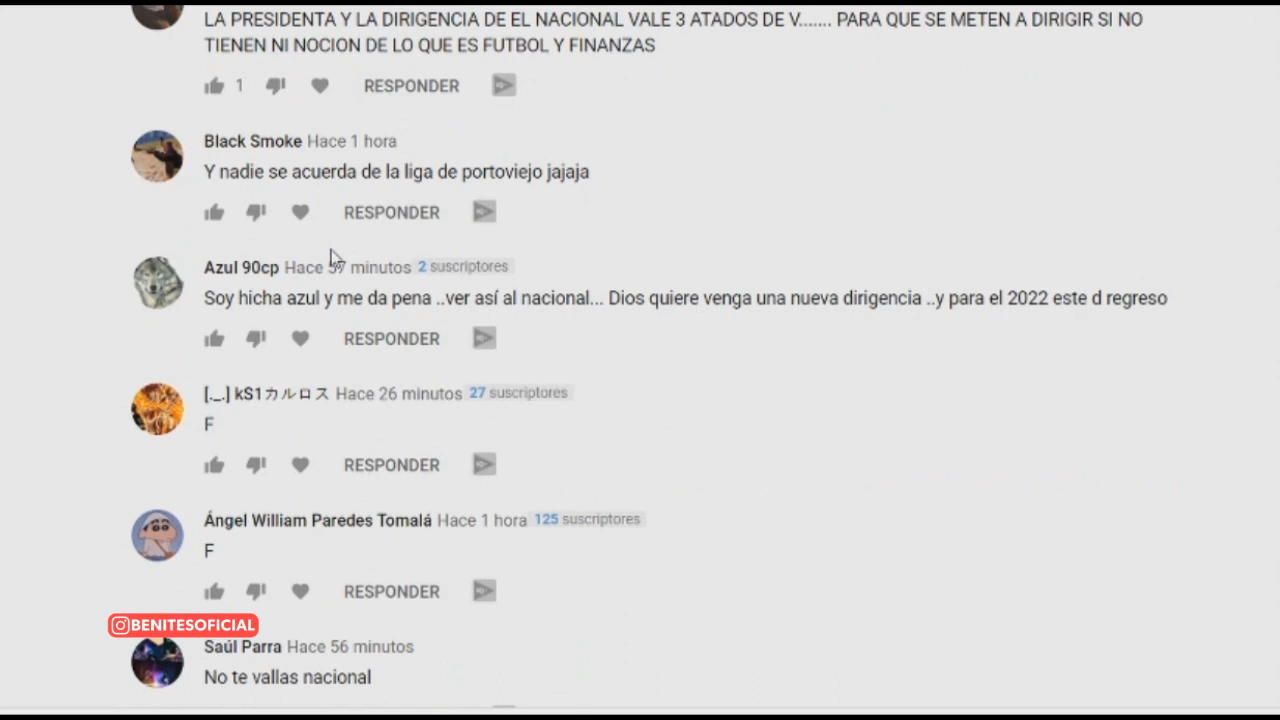 LA PRESIDENTA Y LA DIRIGENCIA DE EL NACIONAL VALE 3 ATADOS DE V....... PARA QUE SE METEN A DIRIGIR SI NO
TIENEN NI NOCION DE LO QUE ES FUTBOL Y FINANZAS
1 RESPONDER
Black Smoke Hace 1 hora
Y nadie se acuerda de la liga de portoviejo jajaja
RESPONDER
Azul 90cp Hace 57 minutos 2 suscriptores
Soy hicha azul y me da pena ..ver así al nacional... Dios quiere venga una nueva dirigencia ..y para el 2022 este d regreso
RESPONDER
[._.] kS1カルロス Hace 26 minutos 27 suscriptores
F
RESPONDER
Ángel William Paredes Tomalá Hace 1 hora 125 suscriptores
F
RESPONDER
BENITESOFICIAL
Saúl Parra Hace 56 minutos
No te vallas nacional